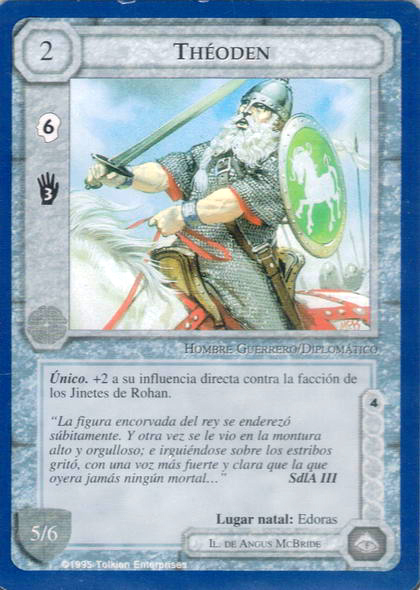 2
THÉODEN
6
3
HOMBRE GUERRERO/DIPLOMÁTICO
Único. +2 a su influencia directa contra la facción de
los Jinetes de Rohan.
4
“La figura encorvada del rey se enderezó
súbitamente. Y otra vez se le vio en la montura
alto y orgulloso; e irguiéndose sobre los estribos
gritó, con una voz más fuerte y clara que la que
oyera jamás ningún mortal…” SdlA III
Lugar natal: Edoras
5/6
IL. DE ANGUS MCBRIDE
©1995 Tolkien Enterprises